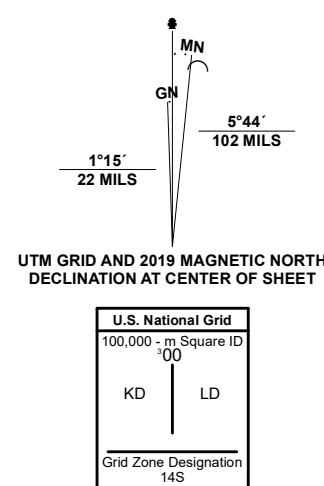 MN
GN
5°44´
102 MILS
1°15´
22 MILS
UTM GRID AND 2019 MAGNETIC NORTH
DECLINATION AT CENTER OF SHEET
U.S. National Grid
100,000 - m Square ID
³00
KD LD
Grid Zone Designation
14S